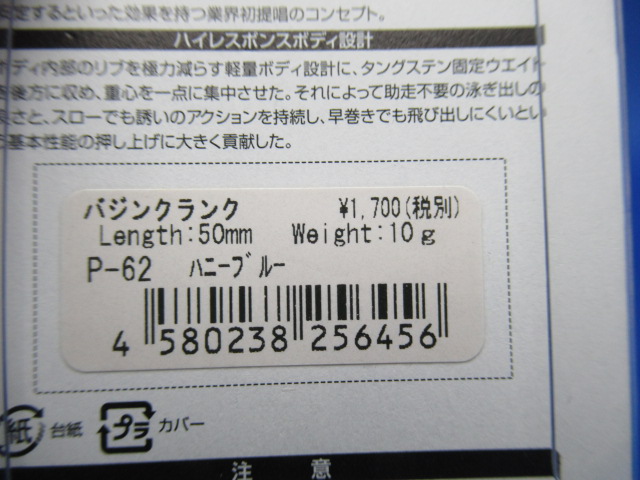 定するといった効果を持つ業界初提唱のコンセプト。
ハイレスポンスボディ設計
ボディ内部のリブを極力減らす軽量ボディ設計に、タングステン固定ウエイト
後方に収め、重心を一点に集中させた。それによって助走不要の泳ぎ出しの
さと、スローでも誘いのアクションを持続し、早巻きでも飛び出しにくいとい
基本性能の押し上げに大きく貢献した。
バジンクランク ¥1,700(税別)
Length:50mm Weight:10g
P-62 ハニーブルー
4 580238 256456
紙 台紙 プラ カバー
注意